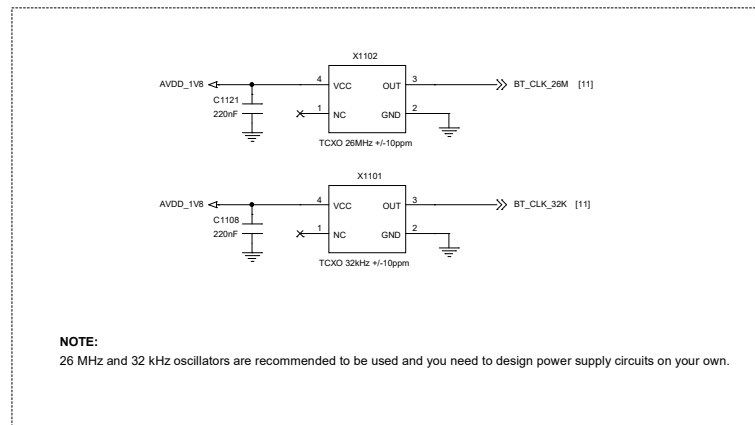 X1102
AVDD_1V8
4
VCC
OUT
3
BT_CLK_26M [11]
C1121
220nF
1
NC
GND
2
TCXO 26MHz +/-10ppm
X1101
AVDD_1V8
4
VCC
OUT
3
BT_CLK_32K [11]
C1108
220nF
1
NC
GND
2
TCXO 32kHz +/-10ppm
NOTE:
26 MHz and 32 kHz oscillators are recommended to be used and you need to design power supply circuits on your own.